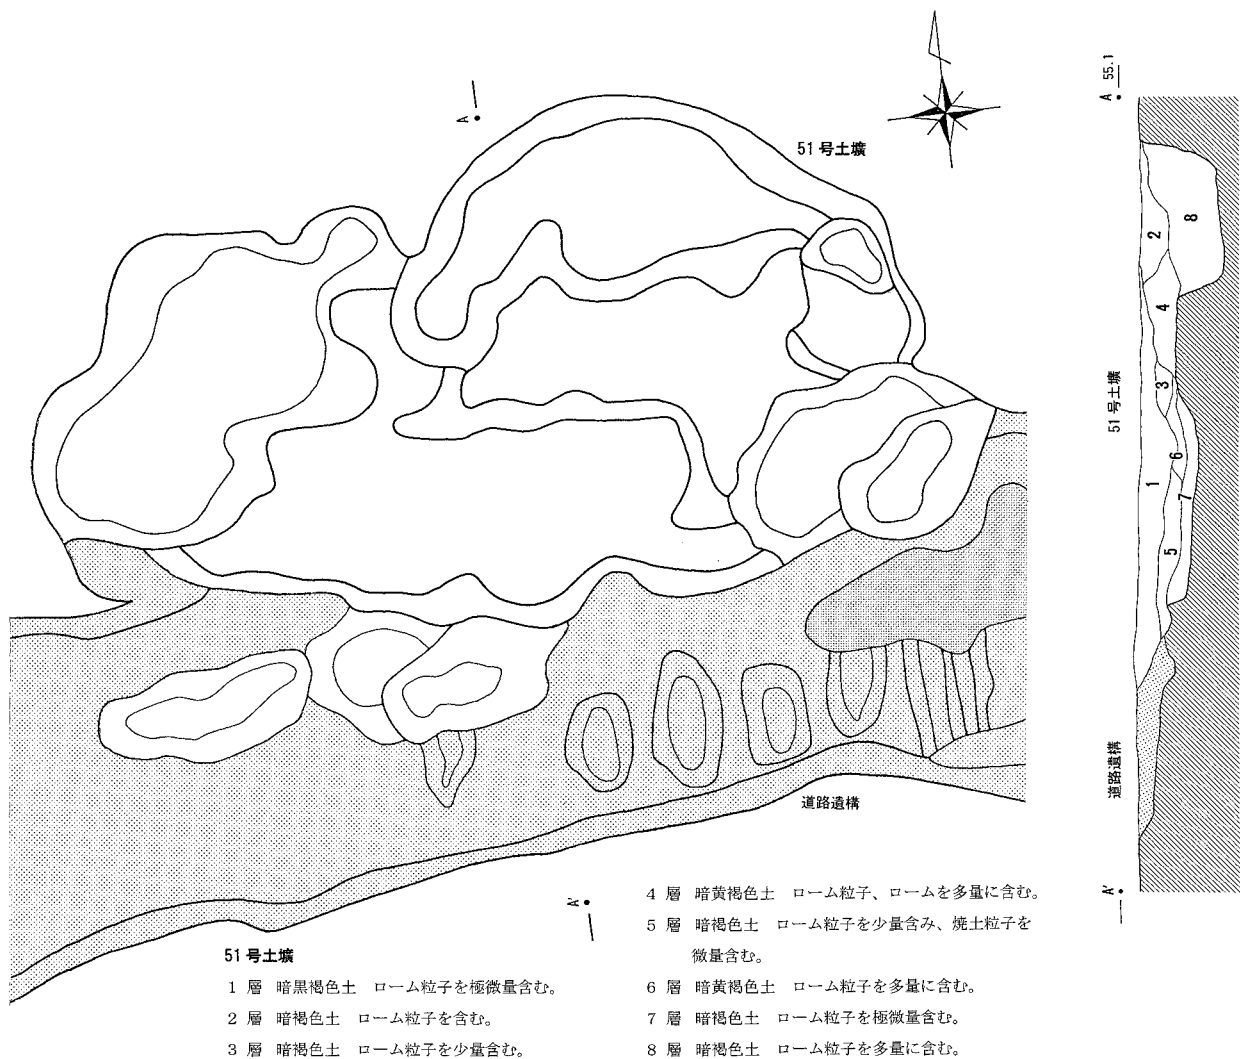 A
51号土壙
A 55.1
2
8
4
3
51号土壙
6
1
7
5
道路遺構
道路遺構
A'
A'
51号土壙
1 層 暗黒褐色土 ローム粒子を極微量含む。
2 層 暗褐色土 ローム粒子を含む。
3 層 暗褐色土 ローム粒子を少量含む。
4 層 暗黄褐色土 ローム粒子、ロームを多量に含む。
5 層 暗褐色土 ローム粒子を少量含み、焼土粒子を
微量含む。
6 層 暗黄褐色土 ローム粒子を多量に含む。
7 層 暗褐色土 ローム粒子を極微量含む。
8 層 暗褐色土 ローム粒子を多量に含む。